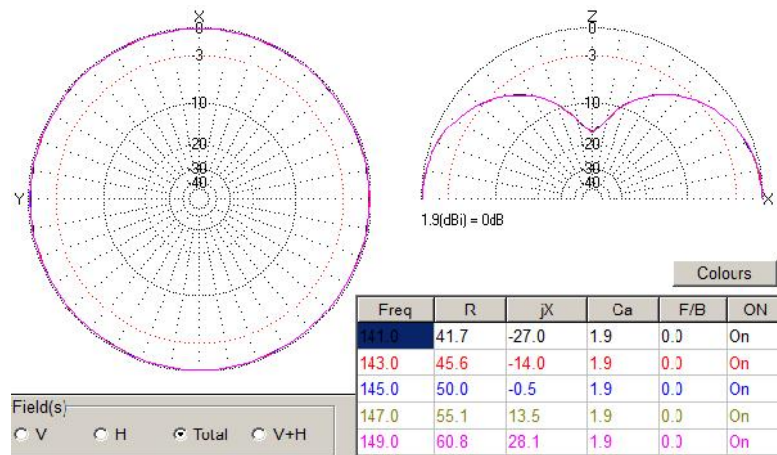 X
0
3
-10
-20
-30
-40
Y
Z
0
3
-10
-20
-30
-40
X
1.9(dBi) = 0dB
Colours
Freq R jX Ga F/B ON
141.0 41.7 -27.0 1.9 0.0 On
143.0 45.6 -14.0 1.9 0.0 On
145.0 50.0 -0.5 1.9 0.0 On
147.0 55.1 13.5 1.9 0.0 On
149.0 60.8 28.1 1.9 0.0 On
Field(s)
V H Total V+H